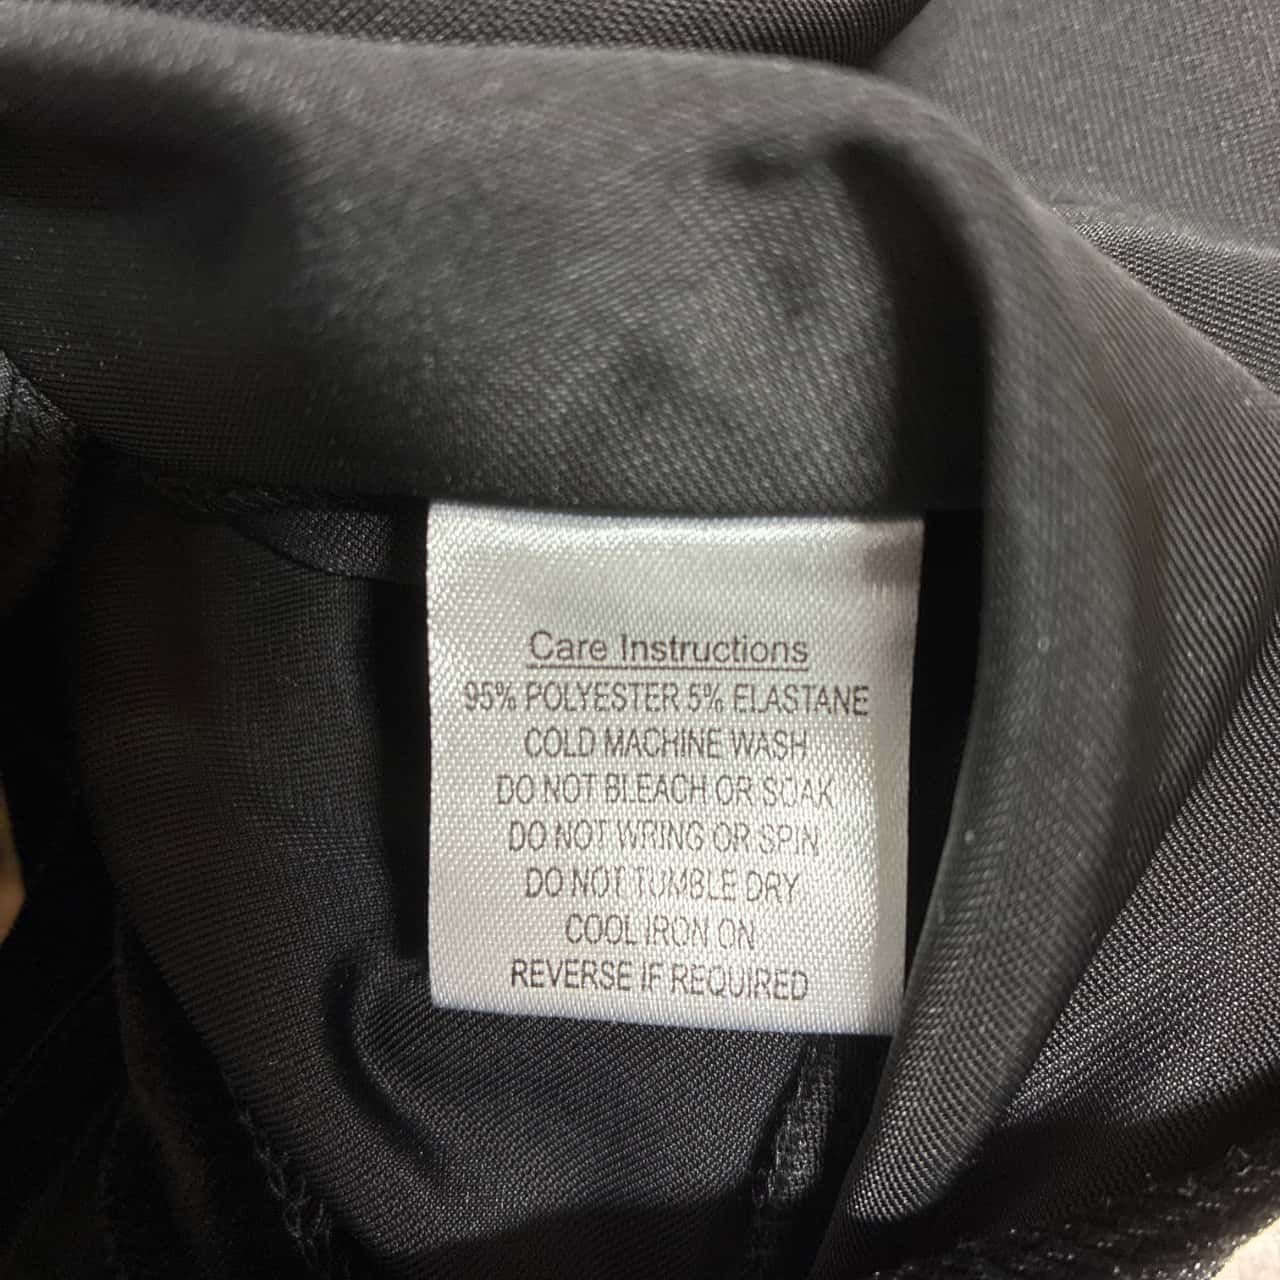 Care Instructions
95% POLYESTER 5% ELASTANE
COLD MACHINE WASH
DO NOT BLEACH OR SOAK
DO NOT WRING OR SPIN
DO NOT TUMBLE DRY
COOL IRON ON
REVERSE IF REQUIRED